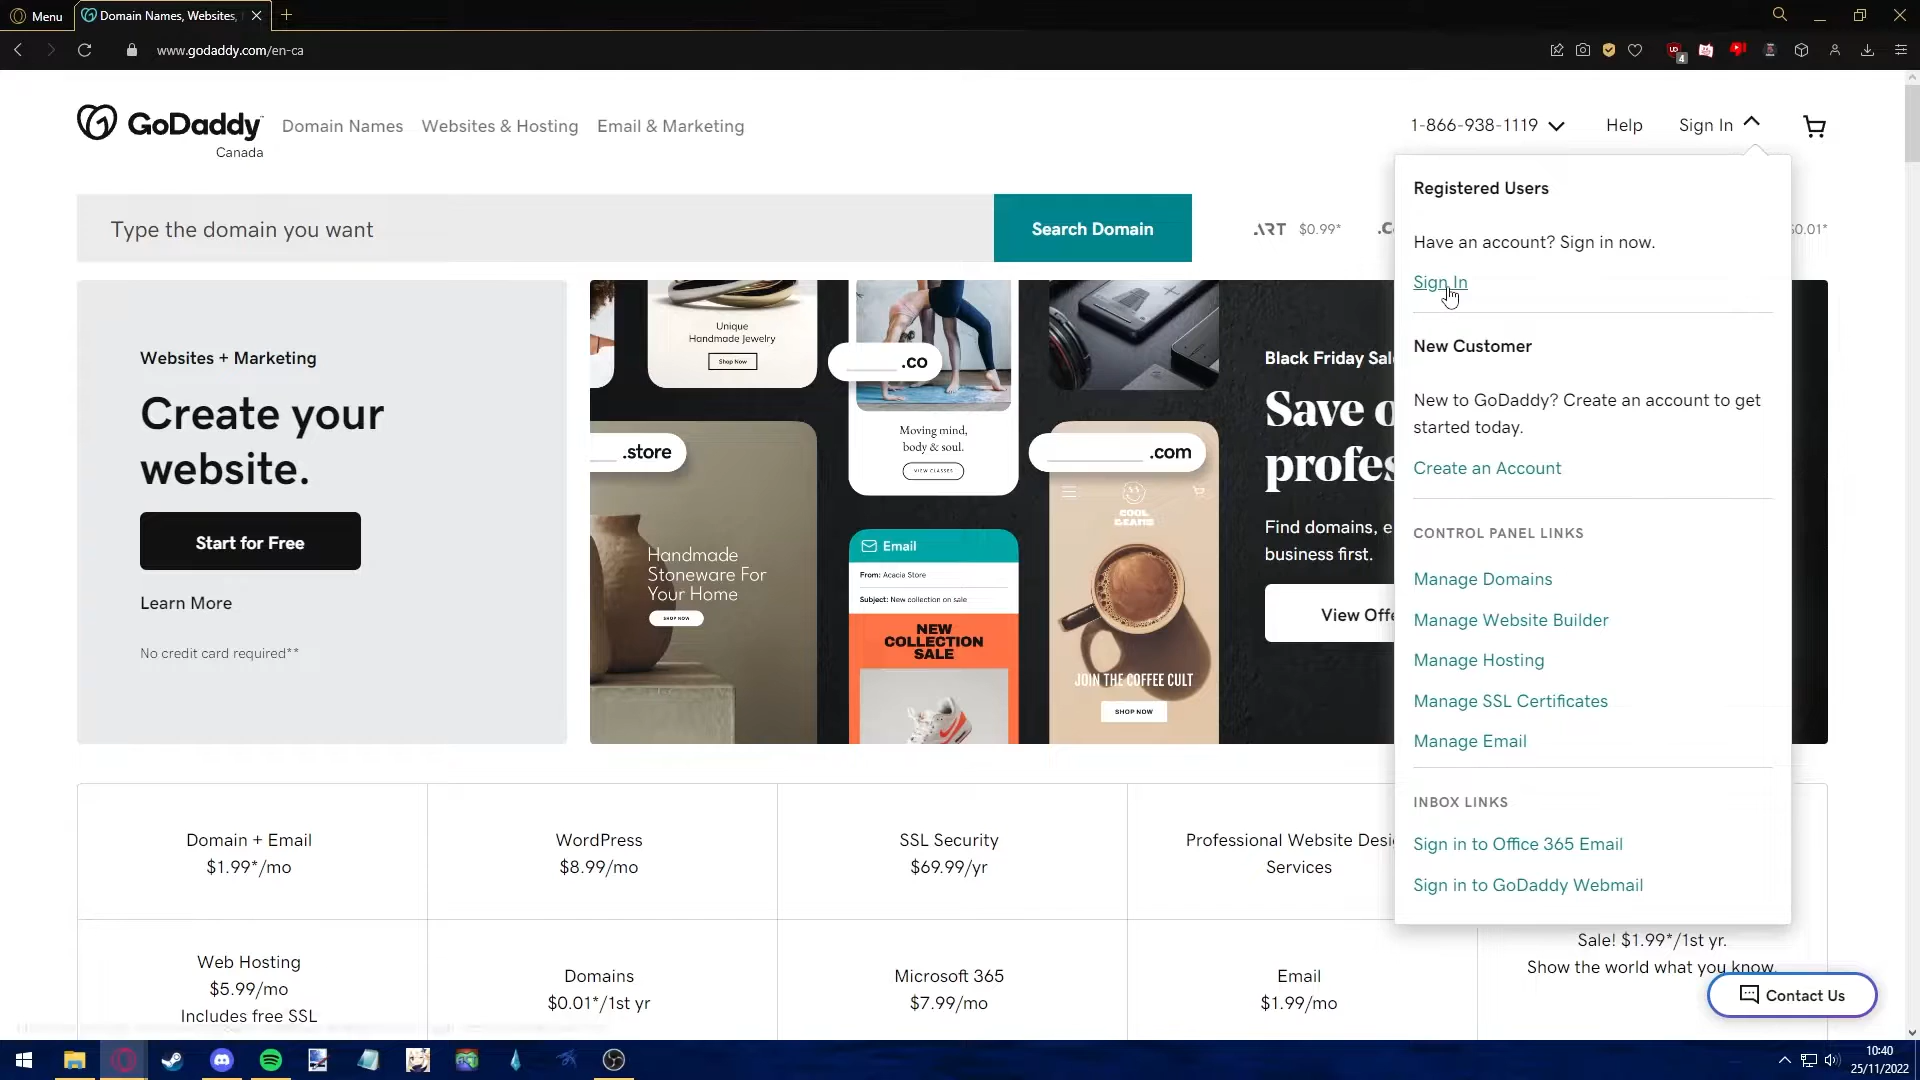 Menu
Domain Names, Websites,
www.godaddy.com/en-ca
4
GoDaddy
Canada
Domain Names
Websites & Hosting
Email & Marketing
1-866-938-1119
Help
Sign In
Type the domain you want
Search Domain
.ART $0.99*
Registered Users
Have an account? Sign in now.
Sign In
New Customer
New to GoDaddy? Create an account to get
started today.
Create an Account
CONTROL PANEL LINKS
Manage Domains
Manage Website Builder
Manage Hosting
Manage SSL Certificates
Manage Email
INBOX LINKS
Sign in to Office 365 Email
Sign in to GoDaddy Webmail
Websites + Marketing
Create your
website.
Start for Free
Learn More
No credit card required**
Unique
Handmade Jewelry
Shop Now
.co
.store
Moving mind,
body & soul.
VIEW CLASSES
.com
COOL
BEANS
Handmade
Stoneware For
Your Home
SHOP NOW
Email
From: Acacia Store
Subject: New collection on sale
NEW
COLLECTION
SALE
JOIN THE COFFEE CULT
SHOP NOW
Black Friday Sal
Save o
profes
Find domains, e
business first.
View Offe
Domain + Email
$1.99*/mo
WordPress
$8.99/mo
SSL Security
$69.99/yr
Professional Website Desi
Services
Web Hosting
$5.99/mo
Includes free SSL
Domains
$0.01*/1st yr
Microsoft 365
$7.99/mo
Email
$1.99/mo
Sale! $1.99*/1st yr.
Show the world what you know.
Contact Us
10:40
25/11/2022